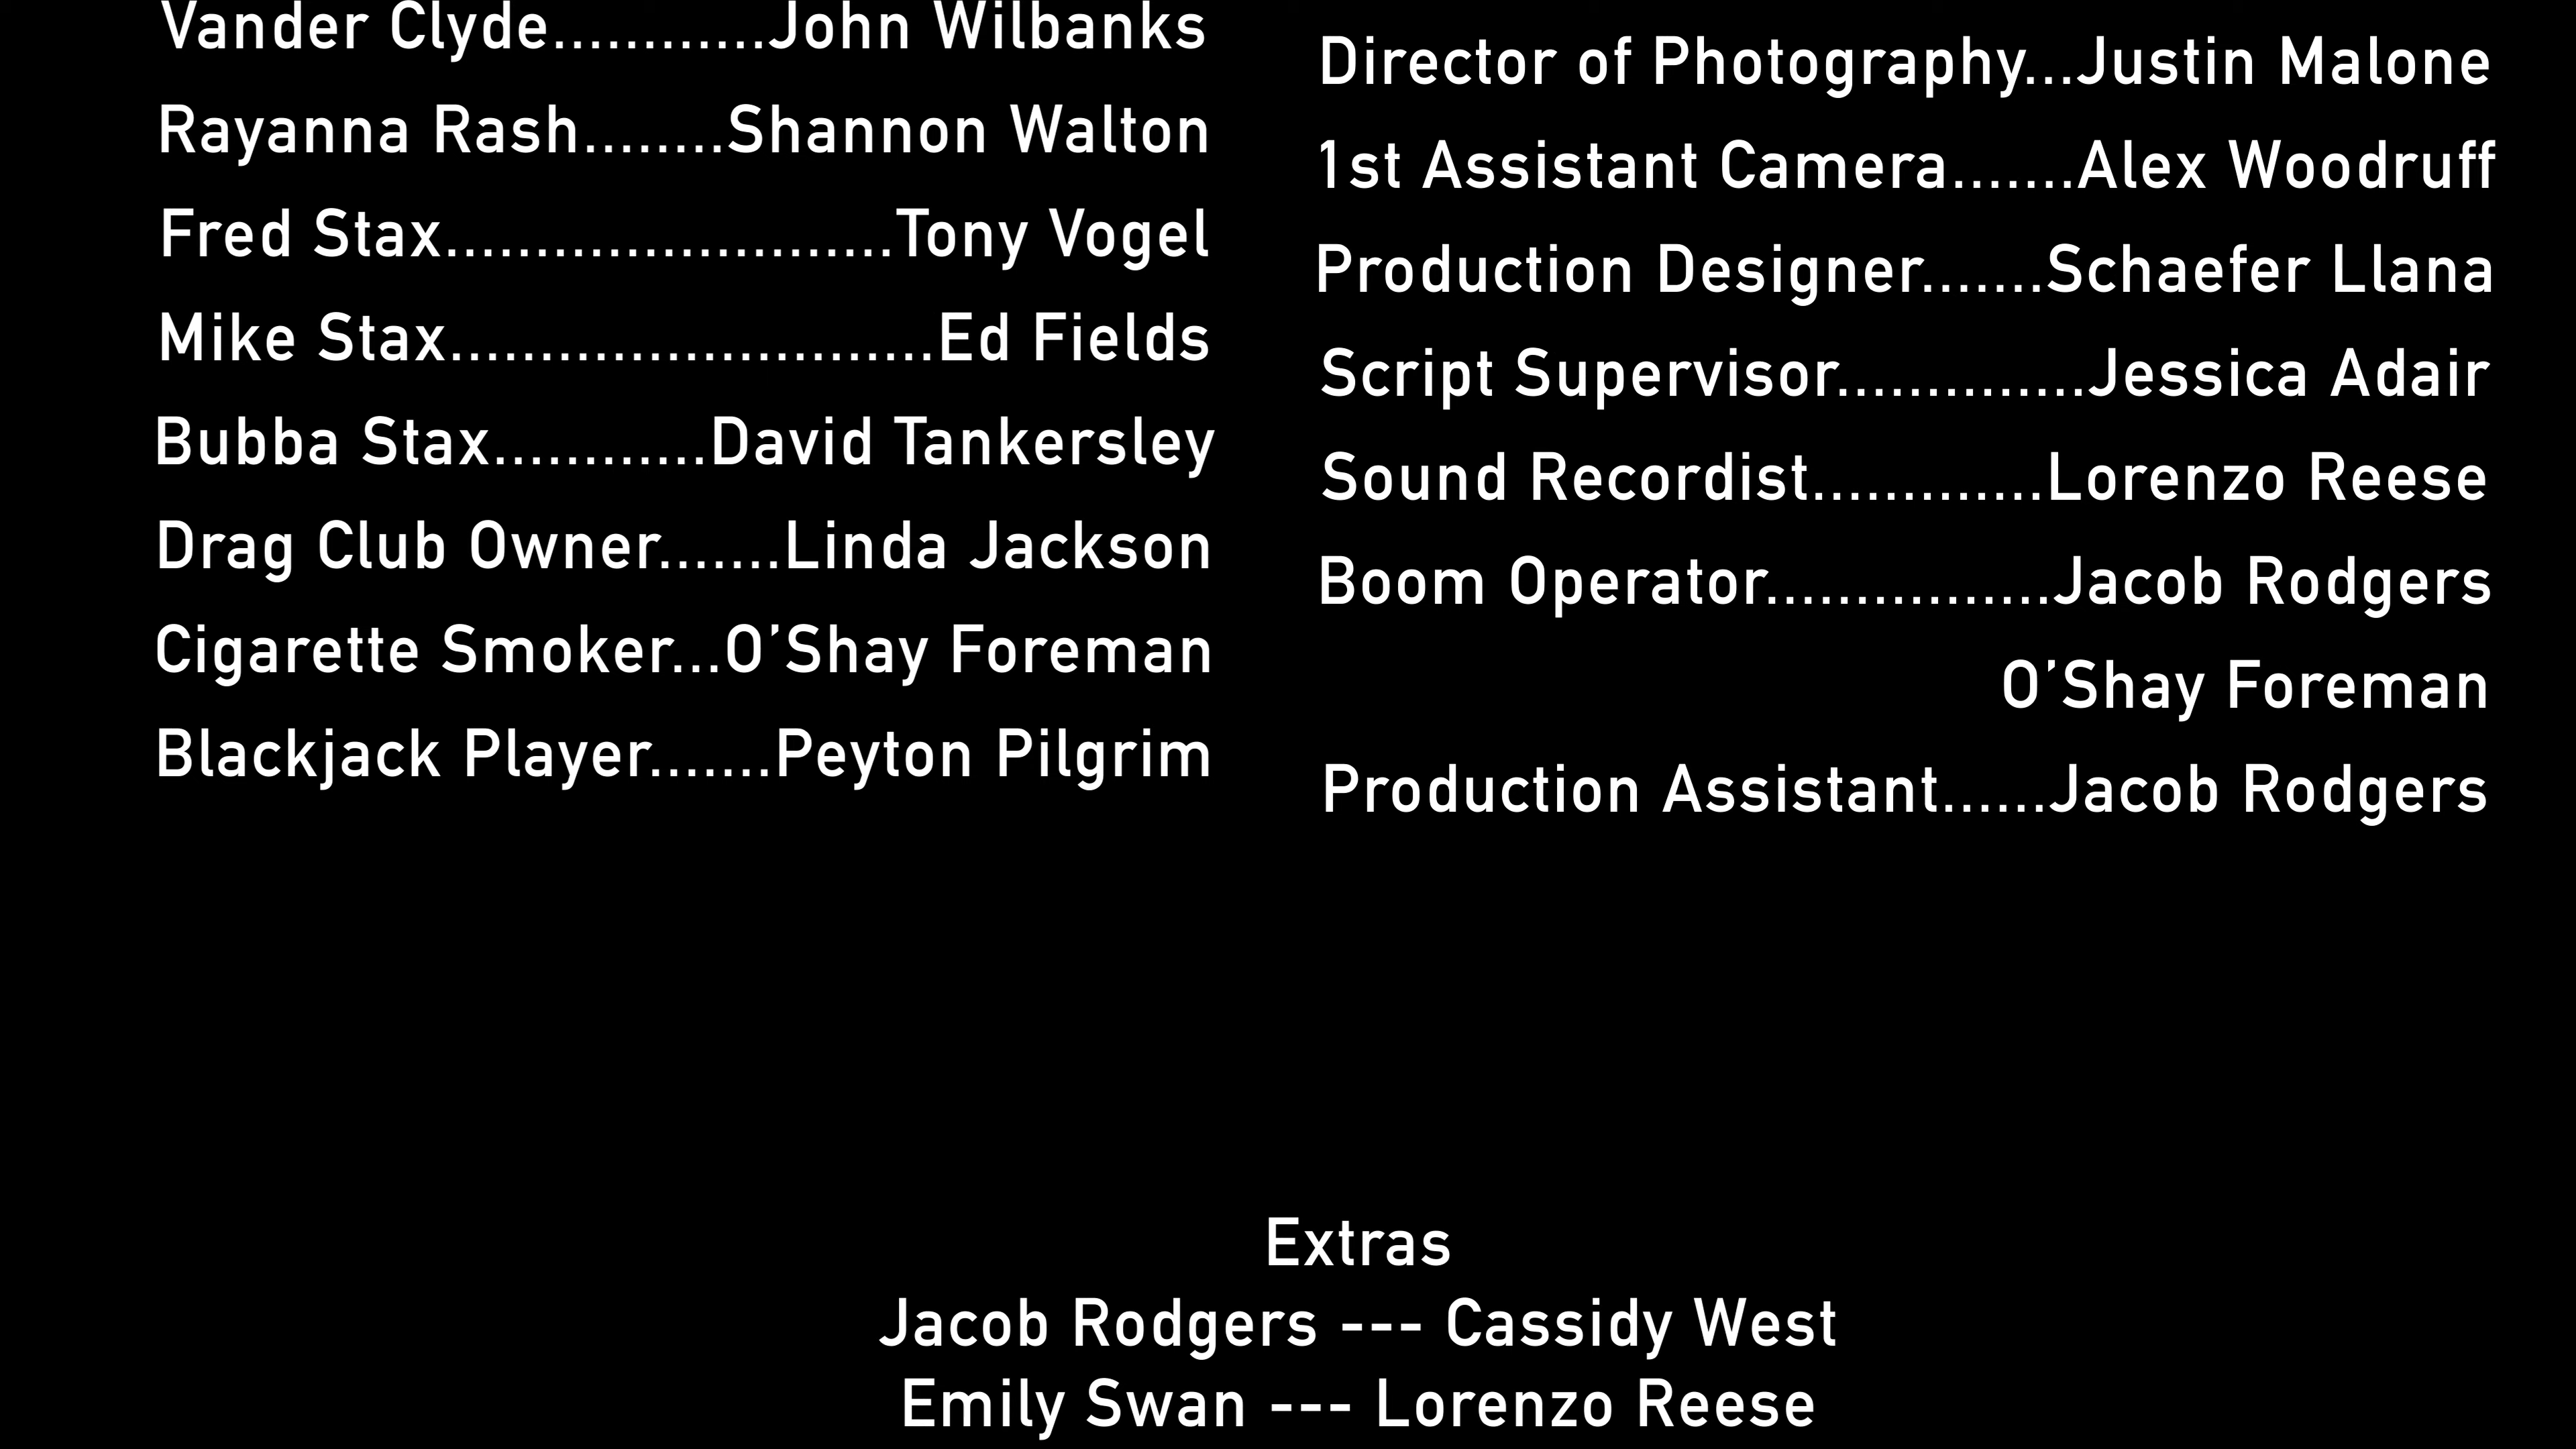 Vander Clyde............John Wilbanks
Rayanna Rash........Shannon Walton
Fred Stax.........................Tony Vogel
Mike Stax...........................Ed Fields
Bubba Stax............David Tankersley
Drag Club Owner.......Linda Jackson
Cigarette Smoker...O’Shay Foreman
Blackjack Player.......Peyton Pilgrim
Director of Photography...Justin Malone
1st Assistant Camera.......Alex Woodruff
Production Designer.......Schaefer Llana
Script Supervisor..............Jessica Adair
Sound Recordist.............Lorenzo Reese
Boom Operator................Jacob Rodgers
O’Shay Foreman
Production Assistant......Jacob Rodgers
Extras
Jacob Rodgers --- Cassidy West
Emily Swan --- Lorenzo Reese